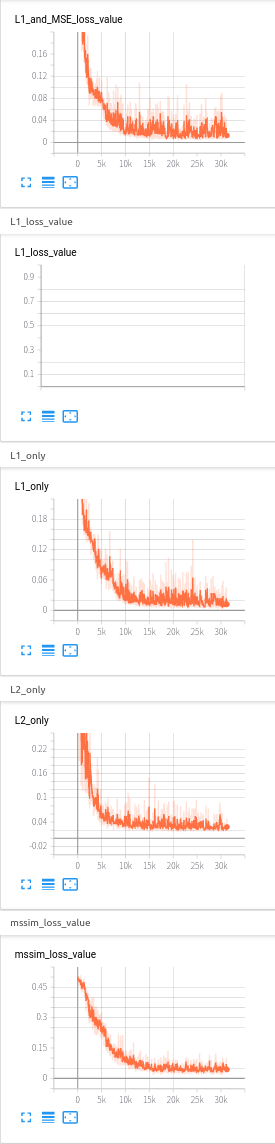 L1_and_MSE_loss_value
0.16
0.12
0.08
0.04
0
0 5k 10k 15k 20k 25k 30k
L1_loss_value
L1_loss_value
0.9
0.7
0.5
0.3
0.1
L1_only
L1_only
0.18
0.12
0.06
0
0 5k 10k 15k 20k 25k 30k
L2_only
L2_only
0.22
0.16
0.1
0.04
-0.02
0 5k 10k 15k 20k 25k 30k
mssim_loss_value
mssim_loss_value
0.45
0.3
0.15
0
0 5k 10k 15k 20k 25k 30k